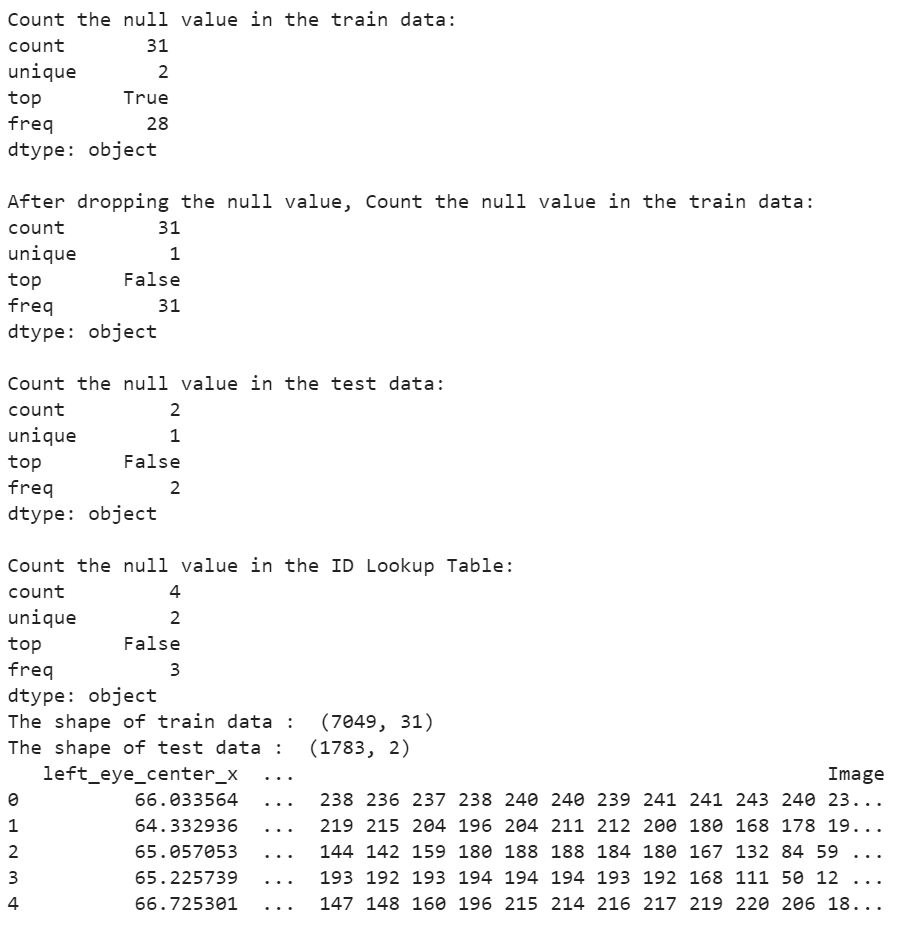 Count the null value in the train data:
count 31
unique 2
top True
freq 28
dtype: object
After dropping the null value, Count the null value in the train data:
count 31
unique 1
top False
freq 31
dtype: object
Count the null value in the test data:
count 2
unique 1
top False
freq 2
dtype: object
Count the null value in the ID Lookup Table:
count 4
unique 2
top False
freq 3
dtype: object
The shape of train data : (7049, 31)
The shape of test data : (1783, 2)
left_eye_center_x ... Image
0 66.033564 ... 238 236 237 238 240 240 239 241 241 243 240 23...
1 64.332936 ... 219 215 204 196 204 211 212 200 180 168 178 19...
2 65.057053 ... 144 142 159 180 188 188 184 180 167 132 84 59 ...
3 65.225739 ... 193 192 193 194 194 194 193 192 168 111 50 12 ...
4 66.725301 ... 147 148 160 196 215 214 216 217 219 220 206 18...